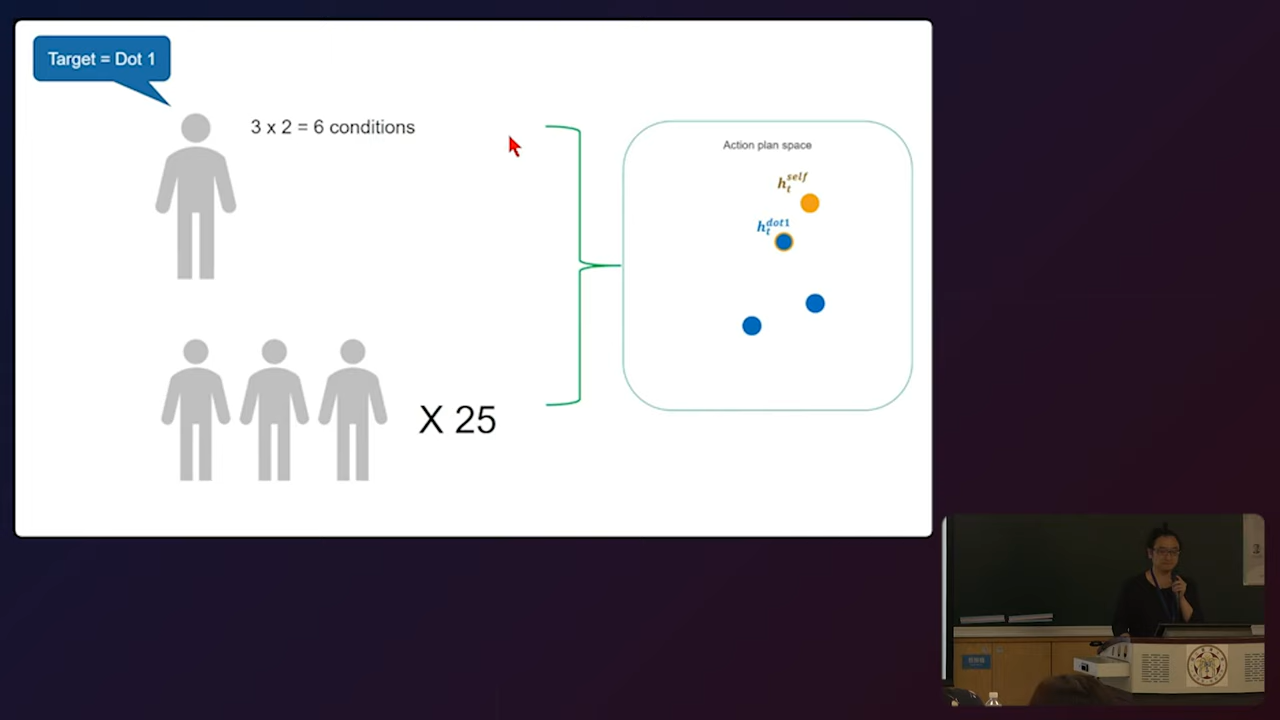 Target = Dot 1
3 x 2 = 6 conditions
Action plan space
h_t^self
h_t^dot1
X 25